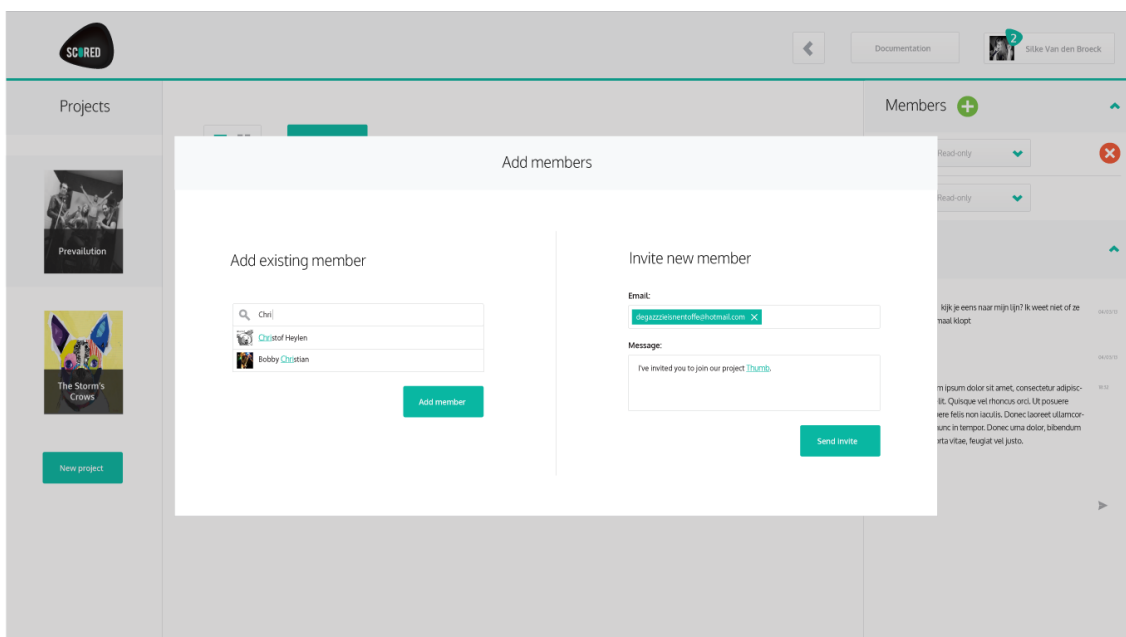 SCORED
Documentation
2
Silke Van den Broeck
Projects
Members
Read-only
Read-only
Prevailution
The Storm's
Crows
New project
Add members
Add existing member
Chri
Christof Heylen
Bobby Christian
Add member
Invite new member
Email:
degazzzieisnentoffe@hotmail.com
Message:
I've invited you to join our project Thumb.
Send invite
kijk je eens naar mijn lijn? Ik weet niet of ze
maal klopt
m ipsum dolor sit amet, consectetur adipisc-
lit. Quisque vel rhoncus orci. Ut posuere
ere felis non iaculis. Donec laoreet ullamcor-
unc in tempor. Donec urna dolor, bibendum
rta vitae, feugiat vel justo.